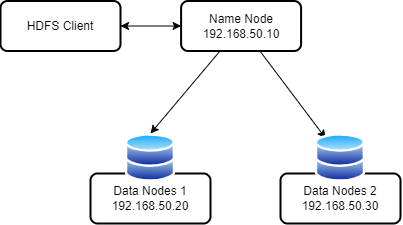 HDFS Client
Name Node
192.168.50.10
Data Nodes 1
192.168.50.20
Data Nodes 2
192.168.50.30